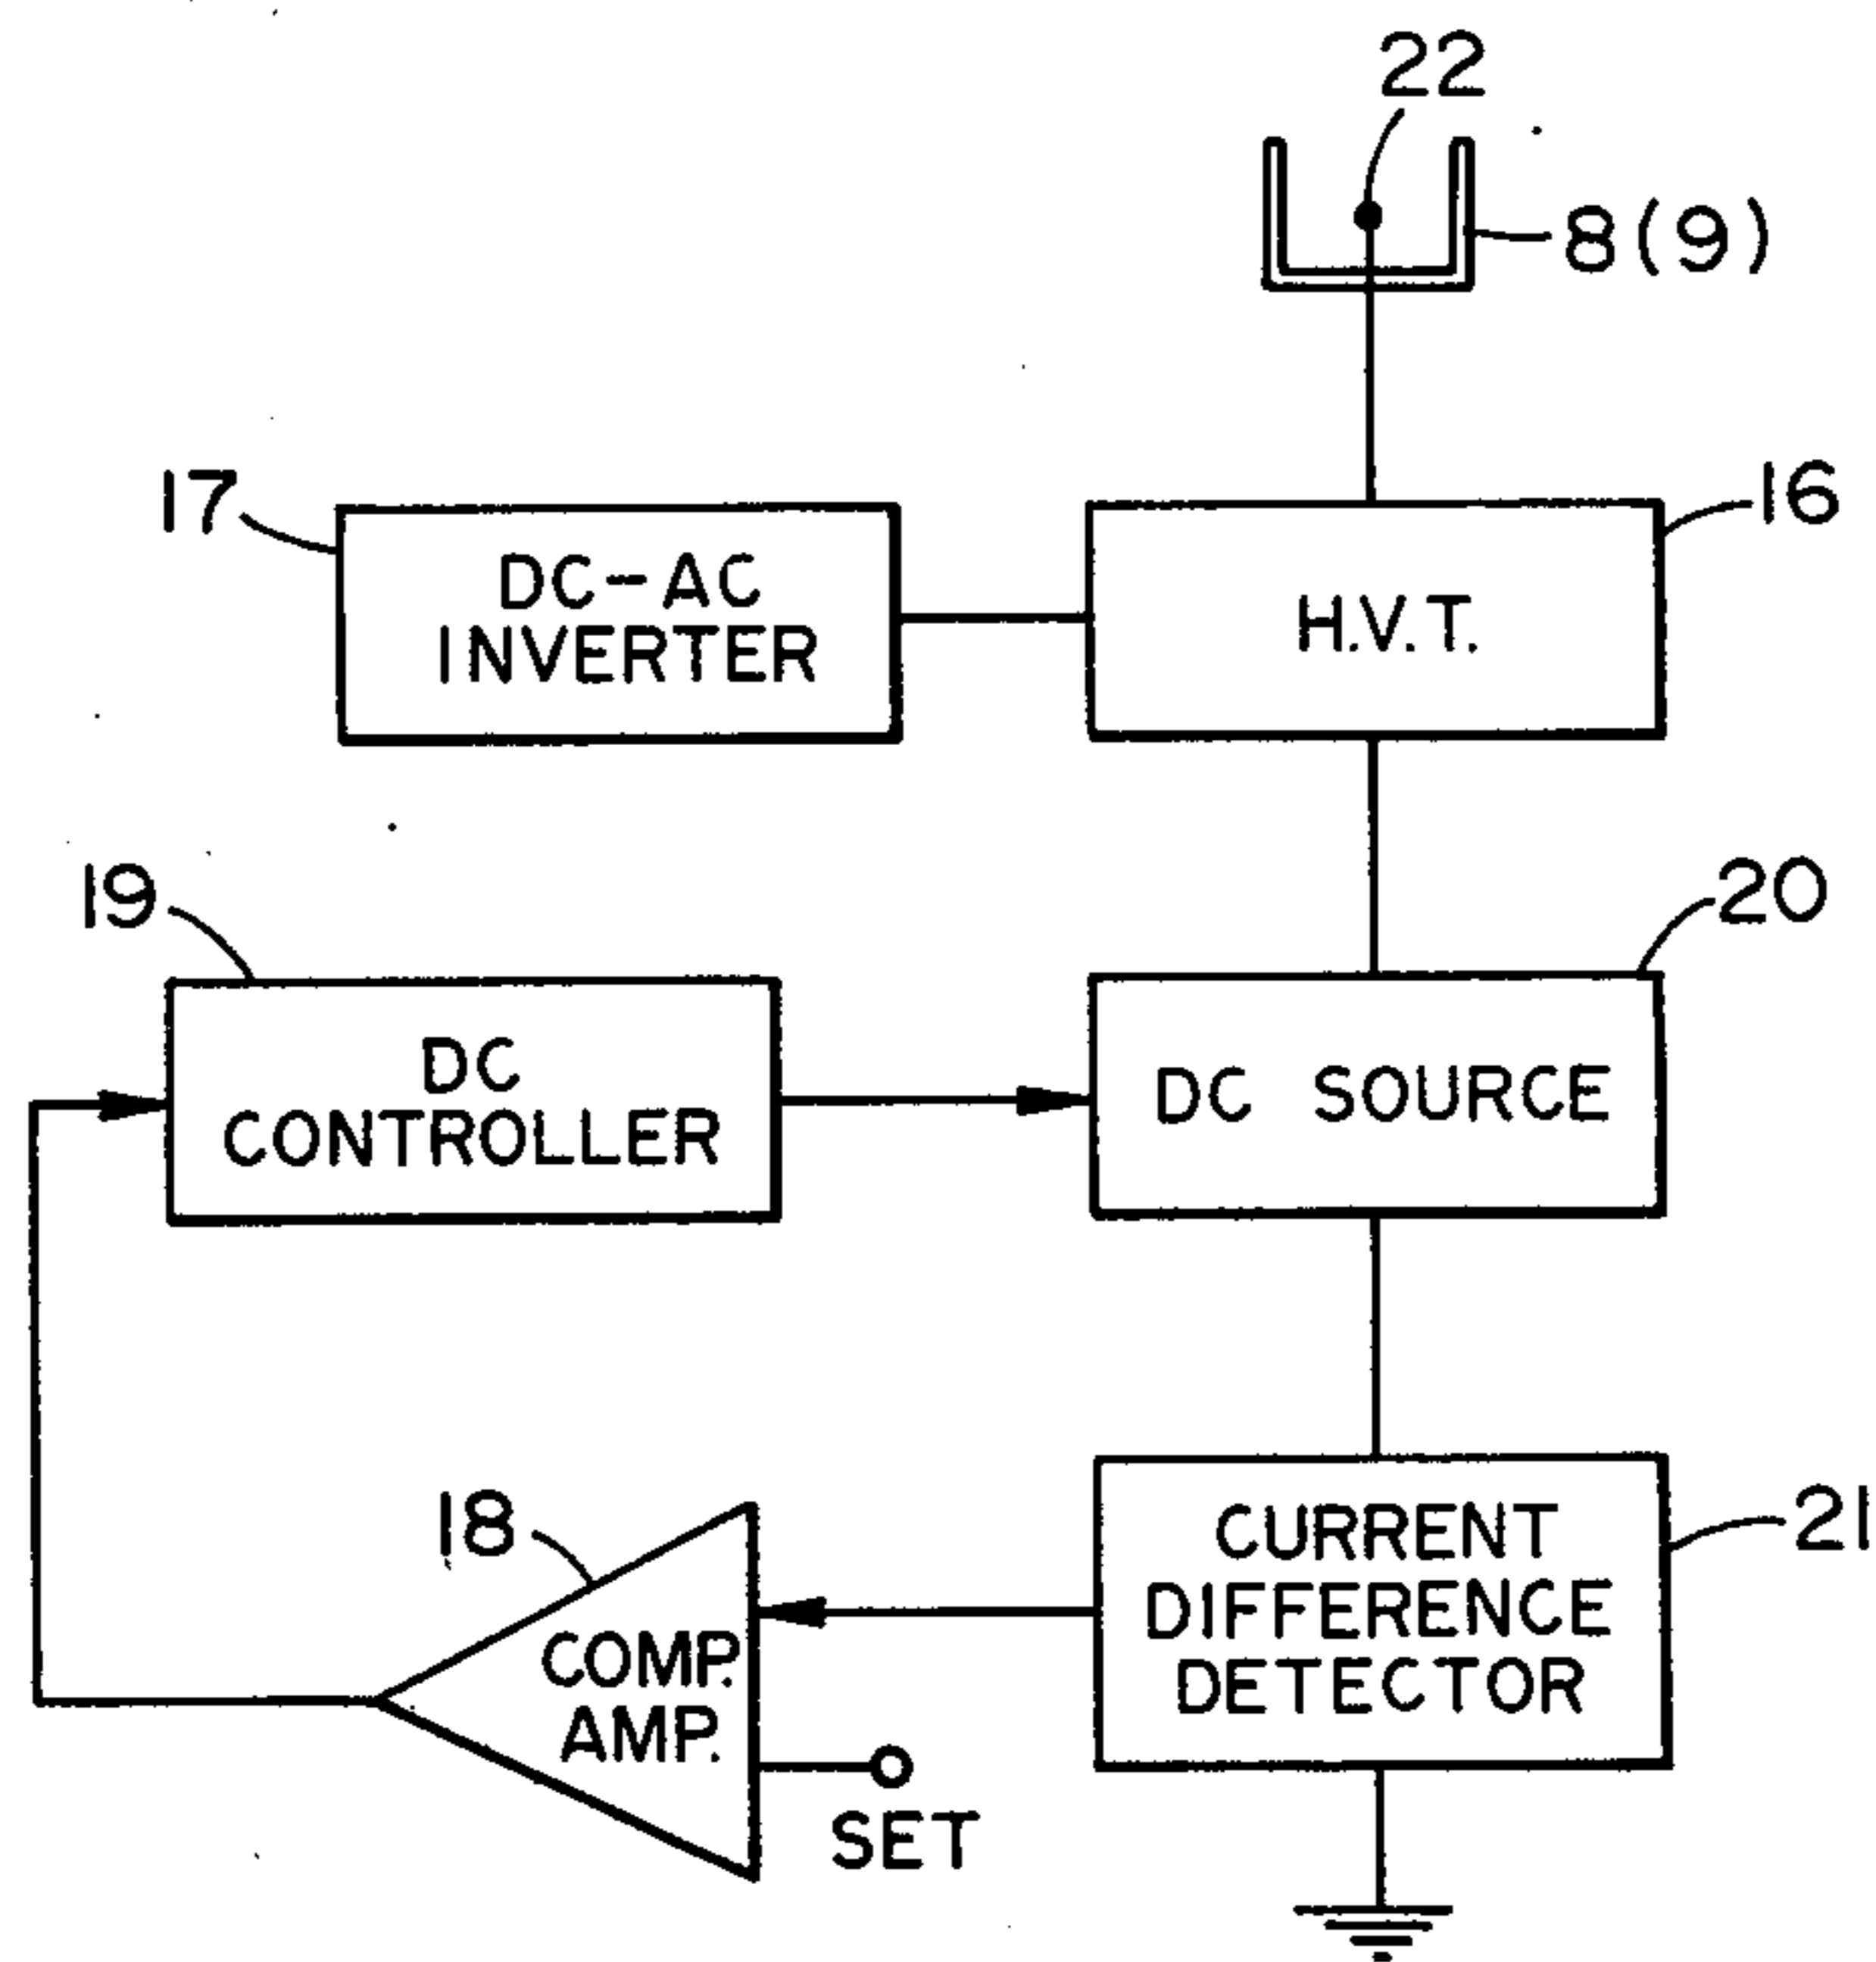 22
8(9)
17
DC-AC
INVERTER
16
H.V.T.
19
DC
CONTROLLER
20
DC SOURCE
18
COMP.
AMP.
SET
21
CURRENT
DIFFERENCE
DETECTOR